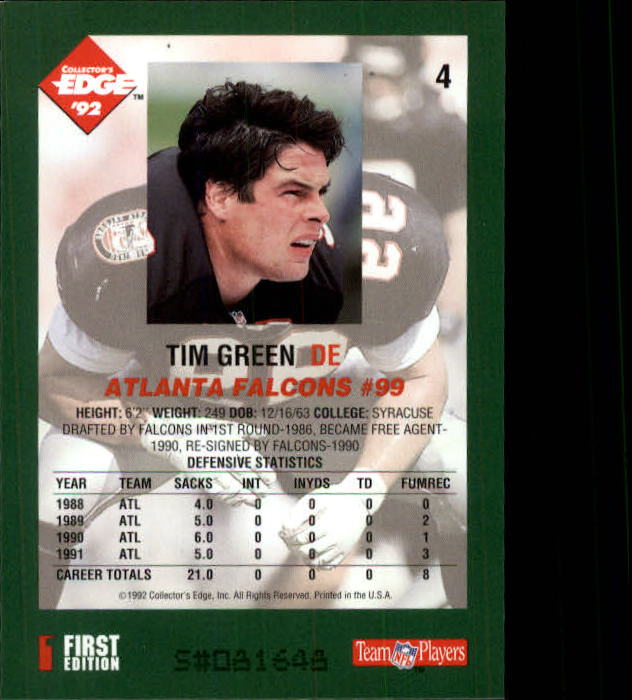 COLLECTOR'S
EDGE
'92
TM
4
TIM GREEN DE
ATLANTA FALCONS #99
HEIGHT: 6'2" WEIGHT: 249 DOB: 12/16/63 COLLEGE: SYRACUSE
DRAFTED BY FALCONS IN 1ST ROUND-1986, BECAME FREE AGENT-
1990, RE-SIGNED BY FALCONS-1990
DEFENSIVE STATISTICS
YEAR TEAM SACKS INT INYDS TD FUMREC
1988 ATL 4.0 0 0 0 0
1989 ATL 5.0 0 0 0 2
1990 ATL 6.0 0 0 0 1
1991 ATL 5.0 0 0 0 3
CAREER TOTALS 21.0 0 0 0 8
©1992 Collector's Edge, Inc. All Rights Reserved. Printed in the U.S.A.
1 FIRST
EDITION
S#081648
Team NFL Players
TM